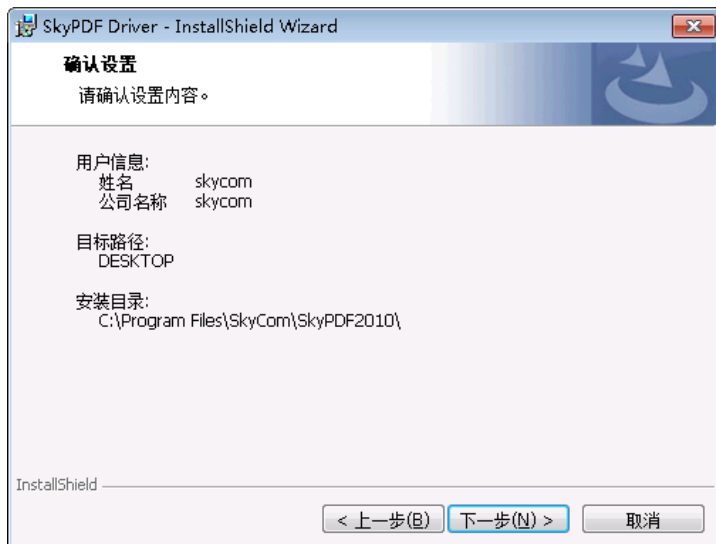 SkyPDF Driver - InstallShield Wizard
确认设置
请确认设置内容。
用户信息:
姓名 skycom
公司名称 skycom
目标路径:
DESKTOP
安装目录:
C:\Program Files\SkyCom\SkyPDF2010\
InstallShield
< 上一步(B) 下一步(N) > 取消